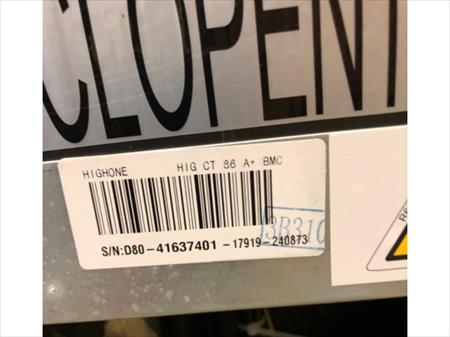 CLOPENT
HIGHONE HIG CT 86 A+ BMC
3B310
S/N:D80-41637401-17919-240873